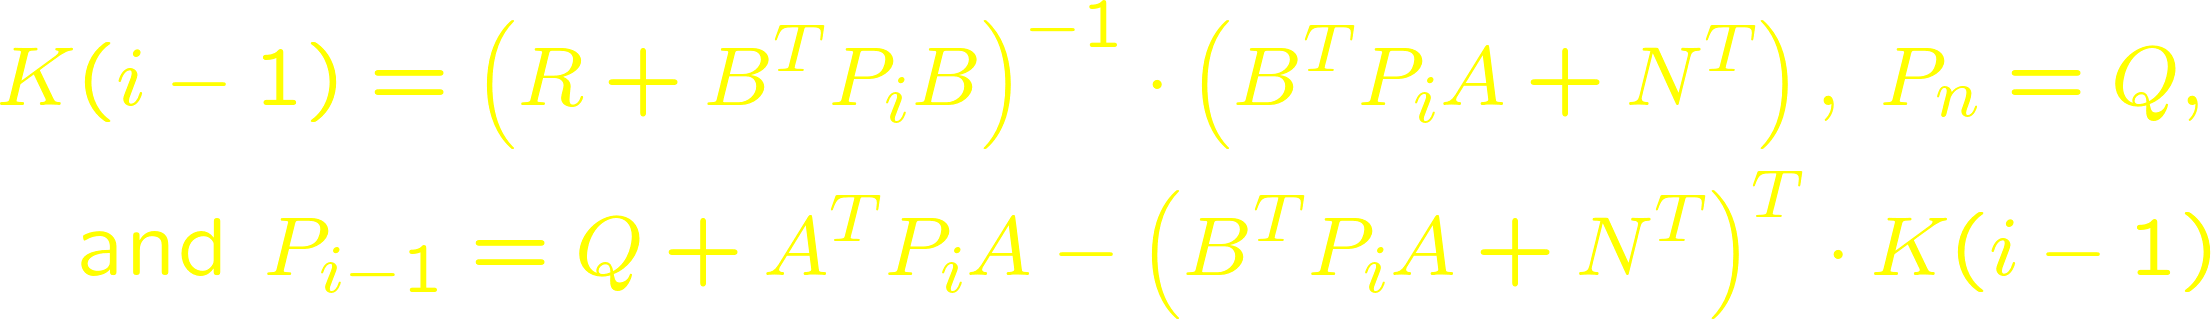 K(i − 1) = (R + B^T P_i B)^{−1} · (B^T P_i A + N^T), P_n = Q,
and P_{i−1} = Q + A^T P_i A − (B^T P_i A + N^T)^T · K(i − 1)